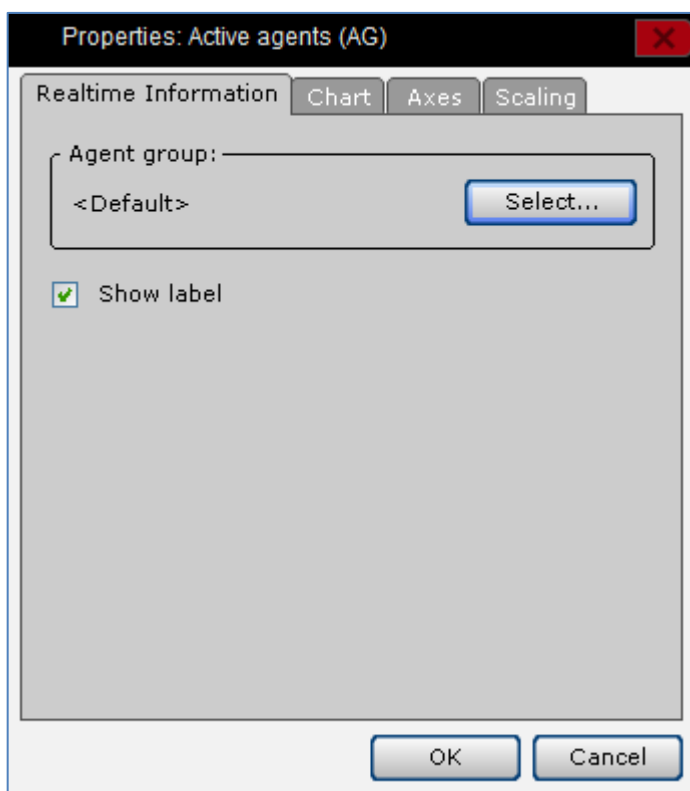 Properties: Active agents (AG)
Realtime Information Chart Axes Scaling
Agent group:
<Default> Select...
Show label
OK Cancel